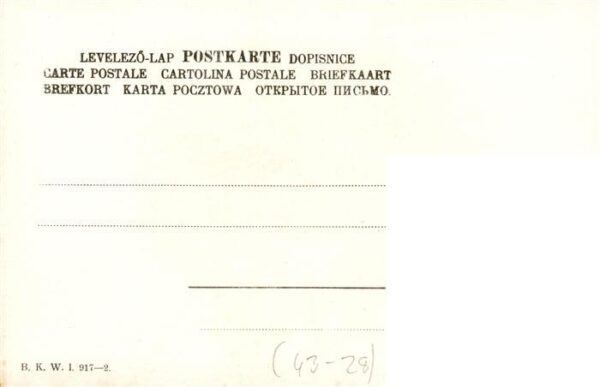 LEVELEZŐ-LAP POSTKARTE DOPISNICE
CARTE POSTALE CARTOLINA POSTALE BRIEFKAART
BREFKORT KARTA POCZTOWA ОТКРЫТОЕ ПИСЬМО.
B. K. W. I. 917—2.
(43-28)